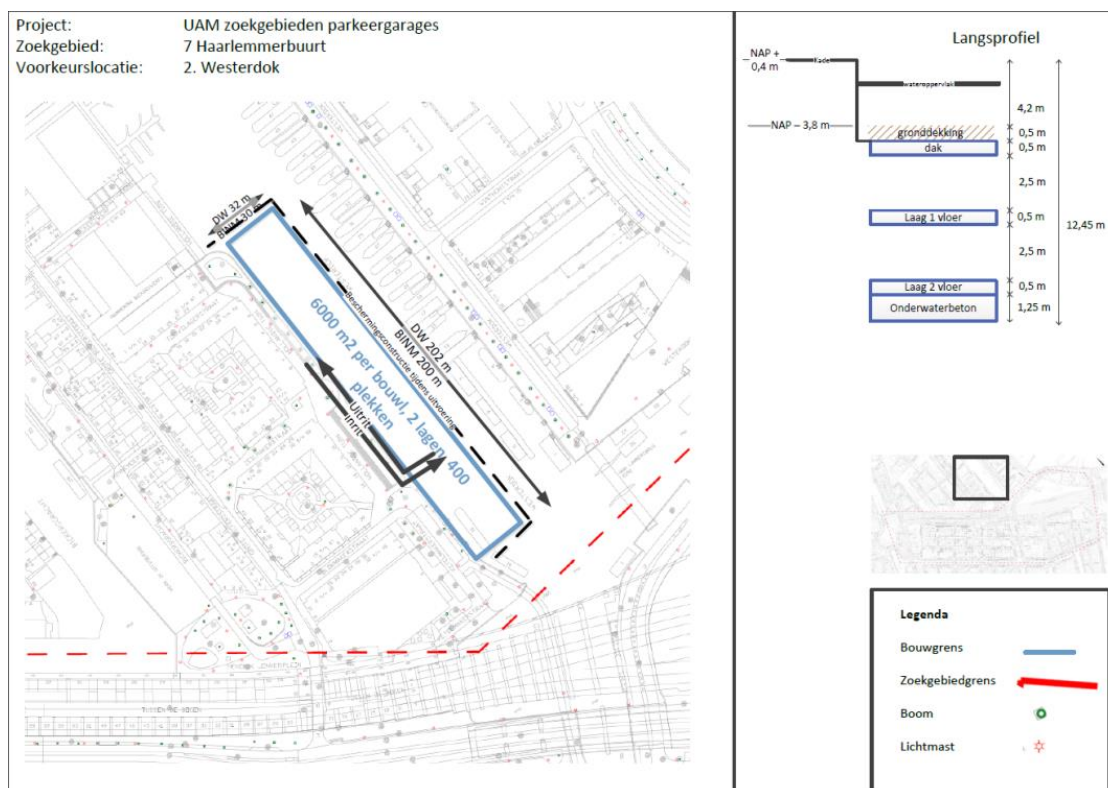 Project: UAM zoekgebieden parkeergarages
Zoekgebied: 7 Haarlemmerbuurt
Voorkeurslocatie: 2. Westerdok
DW 32 m
BINM 30 m
DW 202 m
BINM 200 m
Beschermingsconstructie tijdens uitvoering
6000 m2 per bouwl, 2 lagen, 400
plekken
Uitrit
Inrit
Langsprofiel
NAP +
0,4 m
Kade
wateroppervlak
NAP – 3,8 m
gronddekking
dak
Laag 1 vloer
Laag 2 vloer
Onderwaterbeton
4,2 m
0,5 m
0,5 m
2,5 m
0,5 m
2,5 m
0,5 m
1,25 m
12,45 m
Legenda
Bouwgrens
Zoekgebiedgrens
Boom
Lichtmast